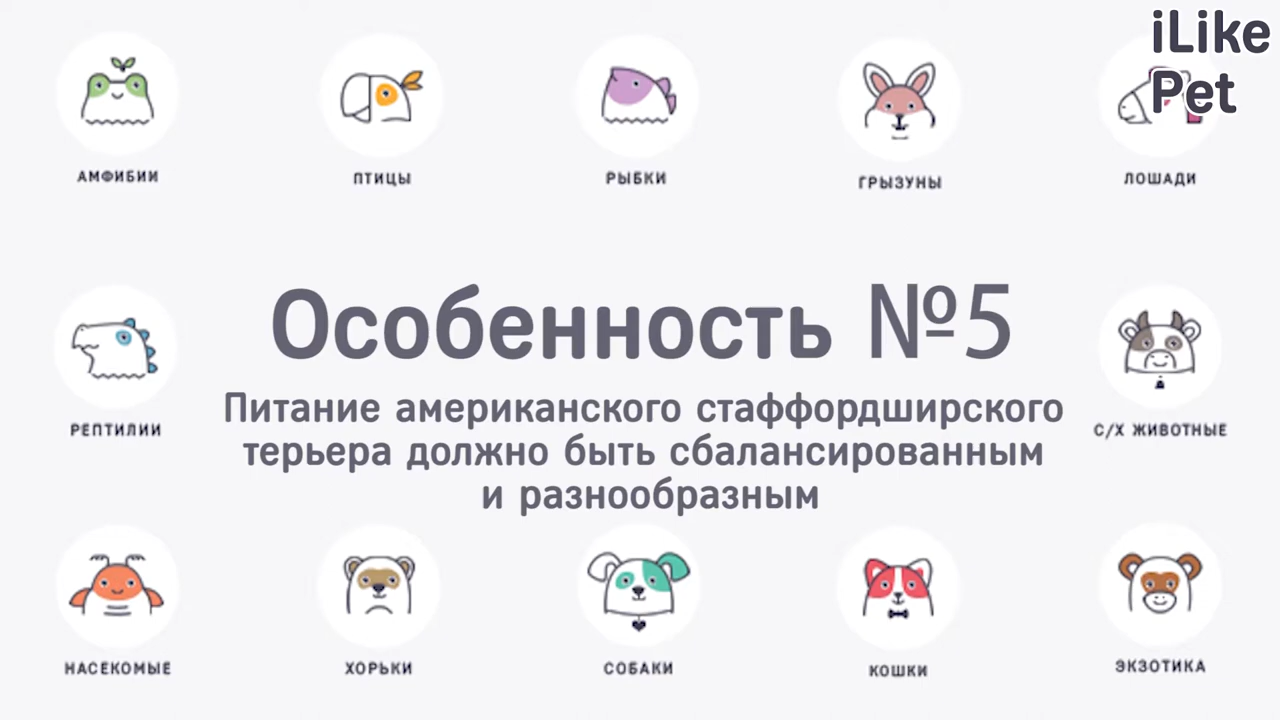 iLike
Pet
АМФИБИИ
ПТИЦЫ
РЫБКИ
ГРЫЗУНЫ
ЛОШАДИ
Особенность №5
Питание американского стаффордширского
терьера должно быть сбалансированным
и разнообразным
РЕПТИЛИИ
С/Х ЖИВОТНЫЕ
НАСЕКОМЫЕ
ХОРЬКИ
СОБАКИ
КОШКИ
ЭКЗОТИКА